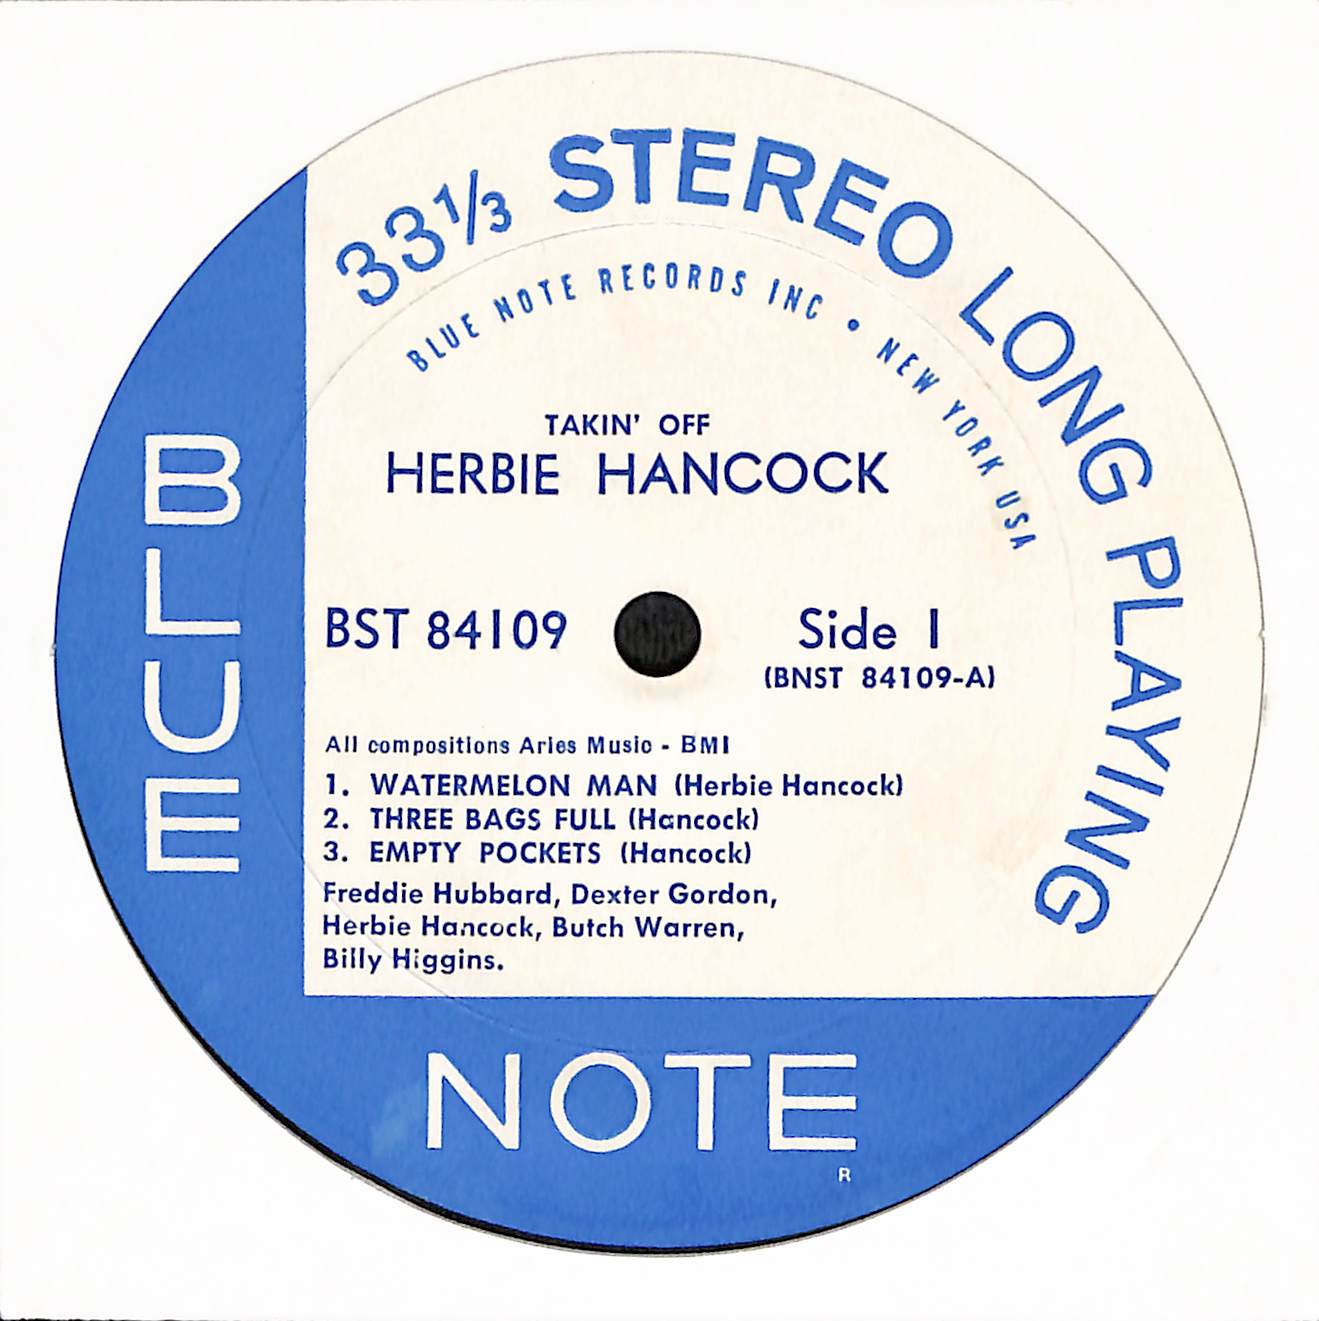 33⅓ STEREO LONG PLAYING
BLUE NOTE RECORDS INC • NEW YORK USA
TAKIN' OFF
HERBIE HANCOCK
BST 84109
Side 1
(BNST 84109-A)
All compositions Aries Music - BMI
1. WATERMELON MAN (Herbie Hancock)
2. THREE BAGS FULL (Hancock)
3. EMPTY POCKETS (Hancock)
Freddie Hubbard, Dexter Gordon,
Herbie Hancock, Butch Warren,
Billy Higgins.
BLUE
NOTE
R